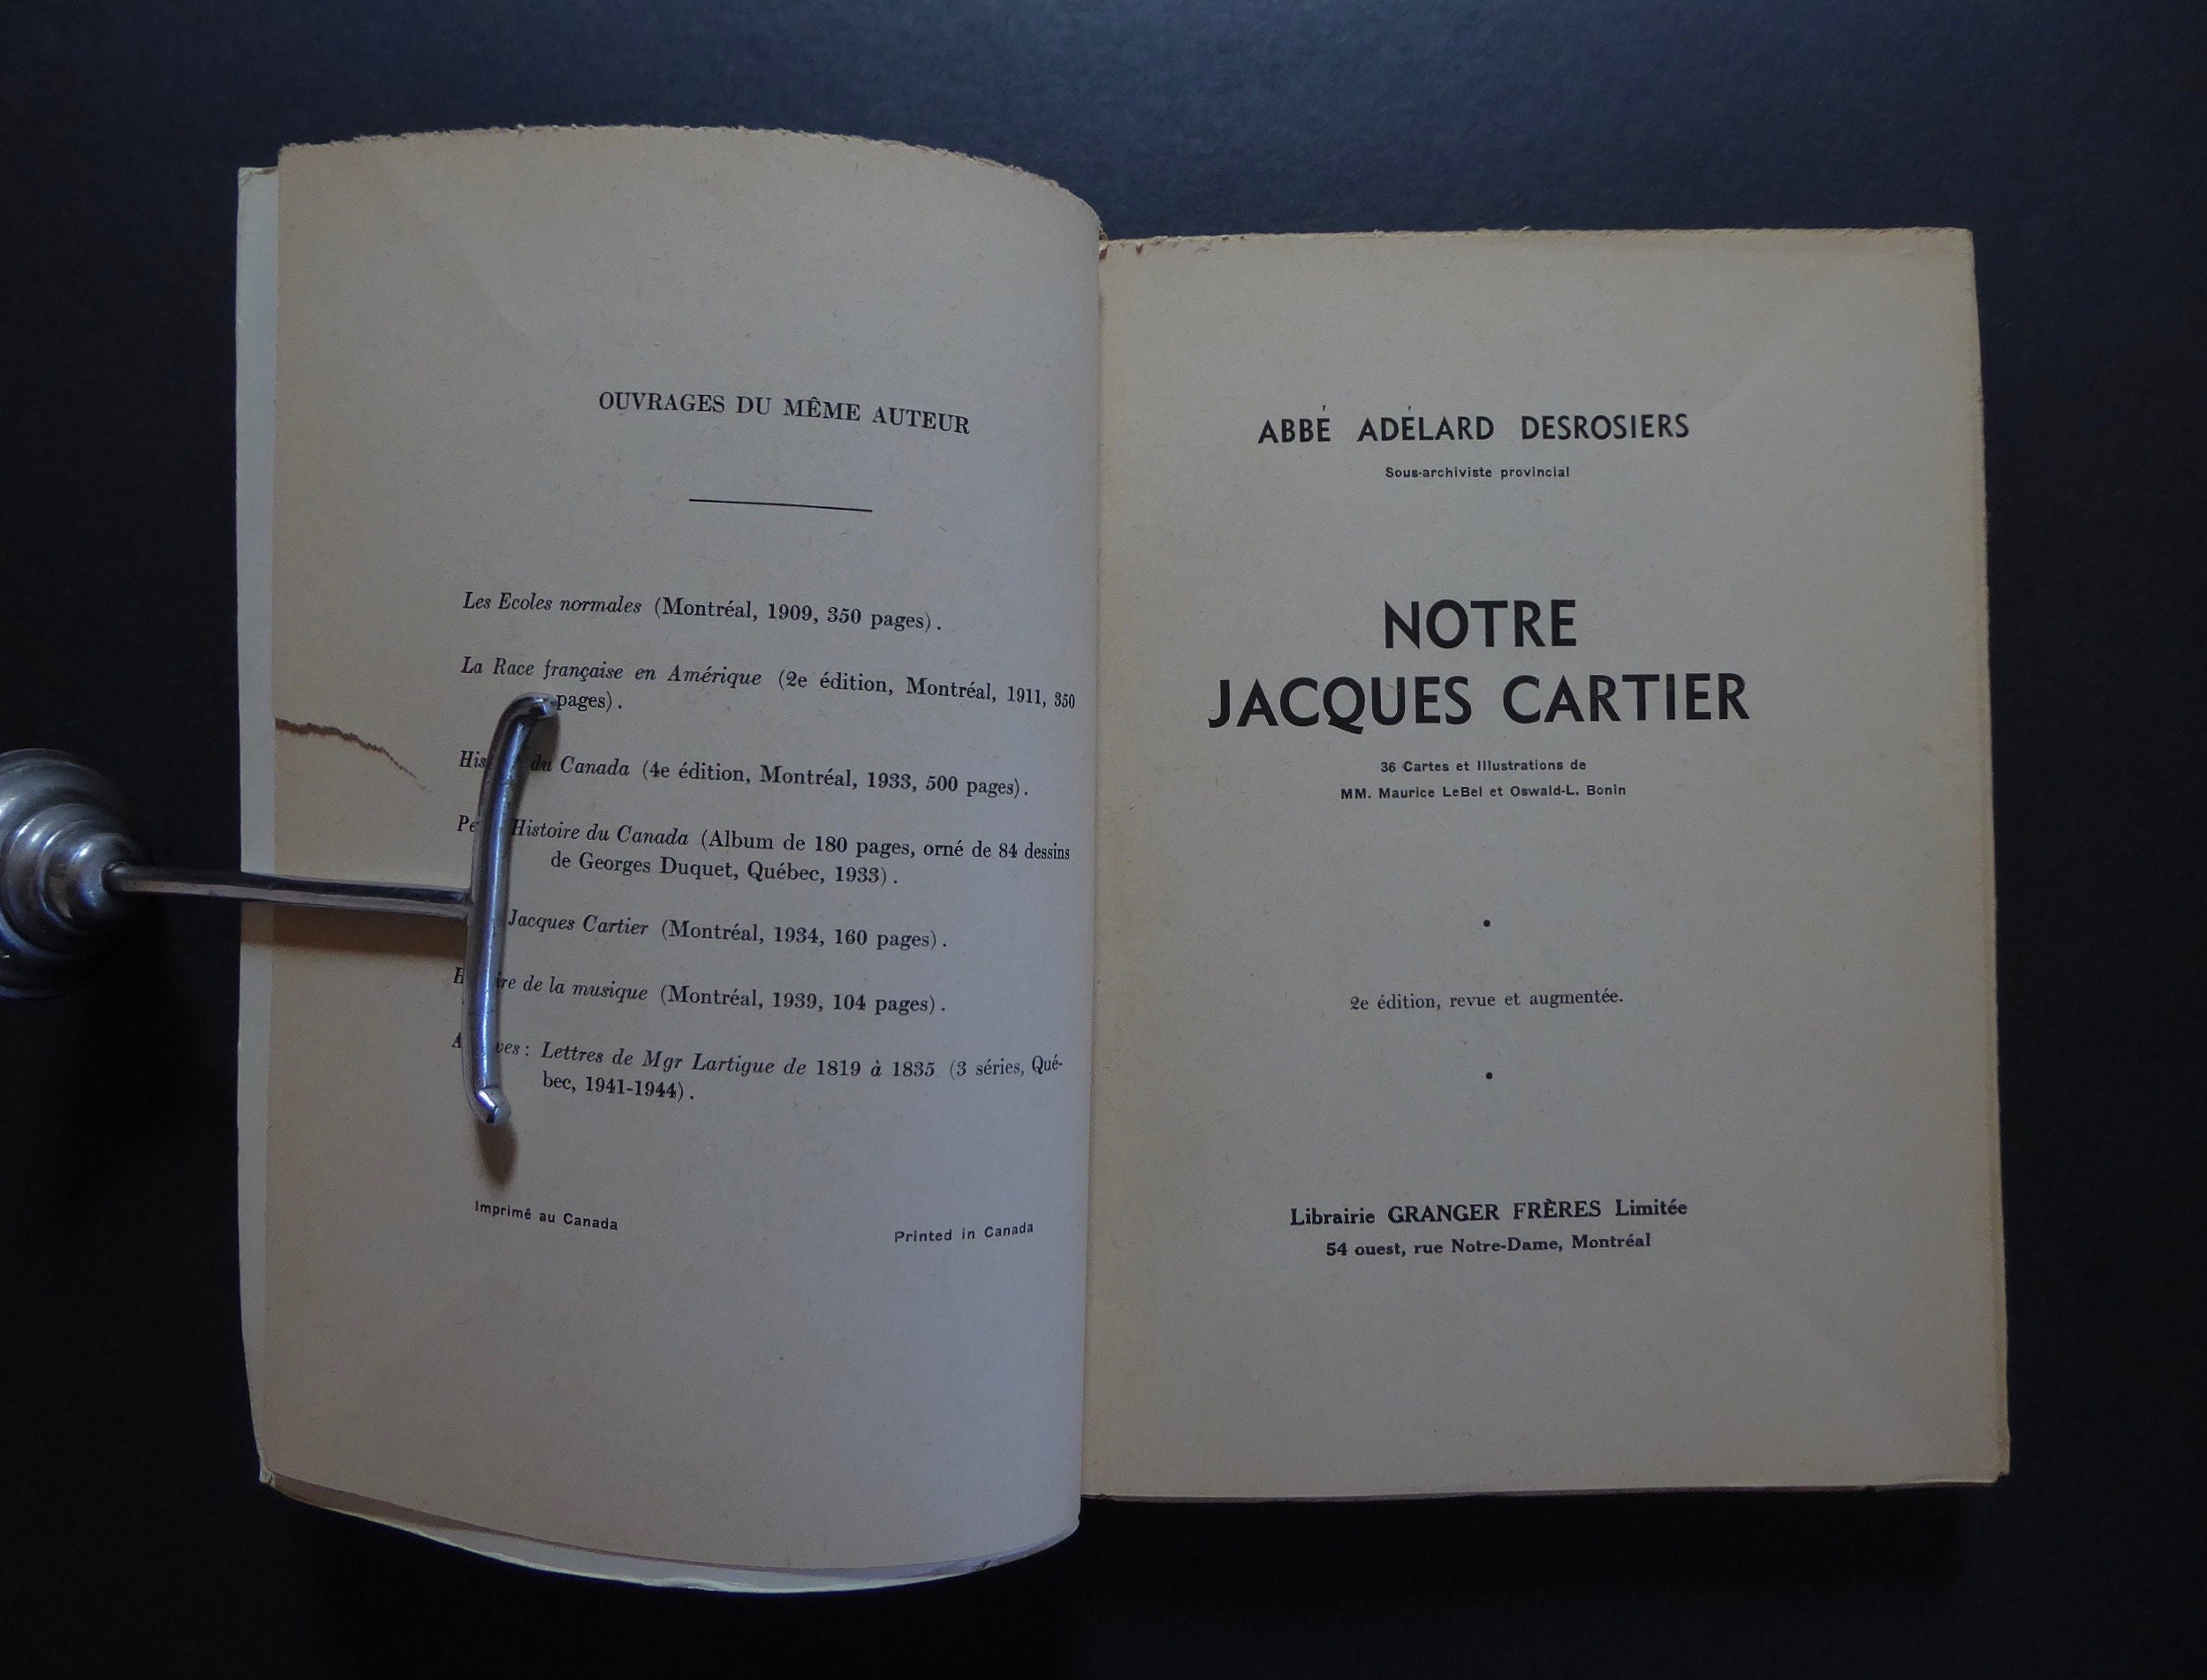 OUVRAGES DU MÊME AUTEUR
Les Ecoles normales (Montréal, 1909, 350 pages).
La Race française en Amérique (2e édition, Montréal, 1911, 350
pages).
du Canada (4e édition, Montréal, 1933, 500 pages).
Histoire du Canada (Album de 180 pages, orné de 84 dessins
de Georges Duquet, Québec, 1933).
Jacques Cartier (Montréal, 1934, 160 pages).
de la musique (Montréal, 1939, 104 pages).
Lettres de Mgr Lartigue de 1819 à 1835 (3 séries, Qué-
bec, 1941-1944).
Imprimé au Canada
Printed in Canada
ABBÉ ADÉLARD DESROSIERS
Sous-archiviste provincial
NOTRE
JACQUES CARTIER
36 Cartes et Illustrations de
MM. Maurice LeBel et Oswald-L. Bonin
2e édition, revue et augmentée.
Librairie GRANGER FRÈRES Limitée
54 ouest, rue Notre-Dame, Montréal